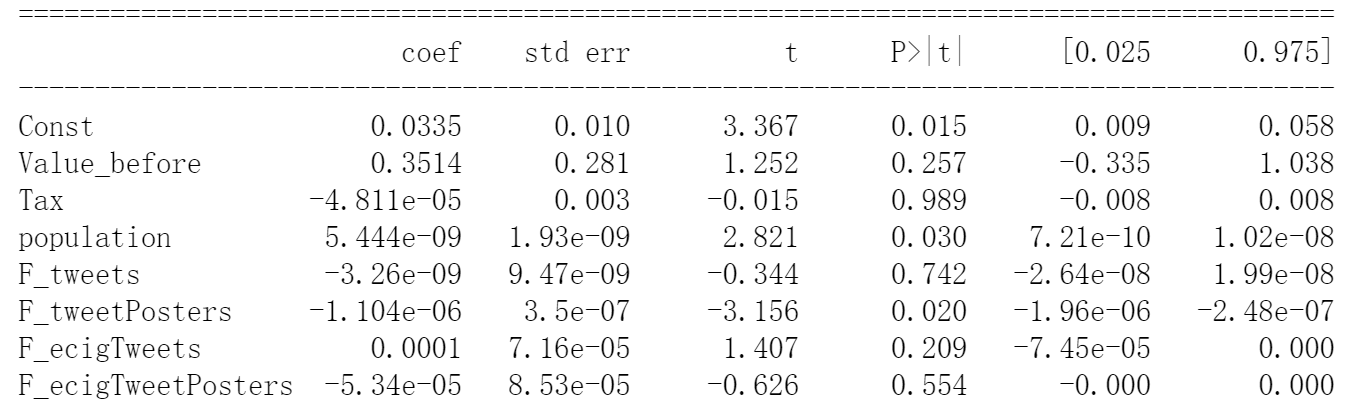 ==============================================================================
coef std err t P>|t| [0.025 0.975]
------------------------------------------------------------------------------
Const 0.0335 0.010 3.367 0.015 0.009 0.058
Value_before 0.3514 0.281 1.252 0.257 -0.335 1.038
Tax -4.811e-05 0.003 -0.015 0.989 -0.008 0.008
population 5.444e-09 1.93e-09 2.821 0.030 7.21e-10 1.02e-08
F_tweets -3.26e-09 9.47e-09 -0.344 0.742 -2.64e-08 1.99e-08
F_tweetPosters -1.104e-06 3.5e-07 -3.156 0.020 -1.96e-06 -2.48e-07
F_ecigTweets 0.0001 7.16e-05 1.407 0.209 -7.45e-05 0.000
F_ecigTweetPosters -5.34e-05 8.53e-05 -0.626 0.554 -0.000 0.000